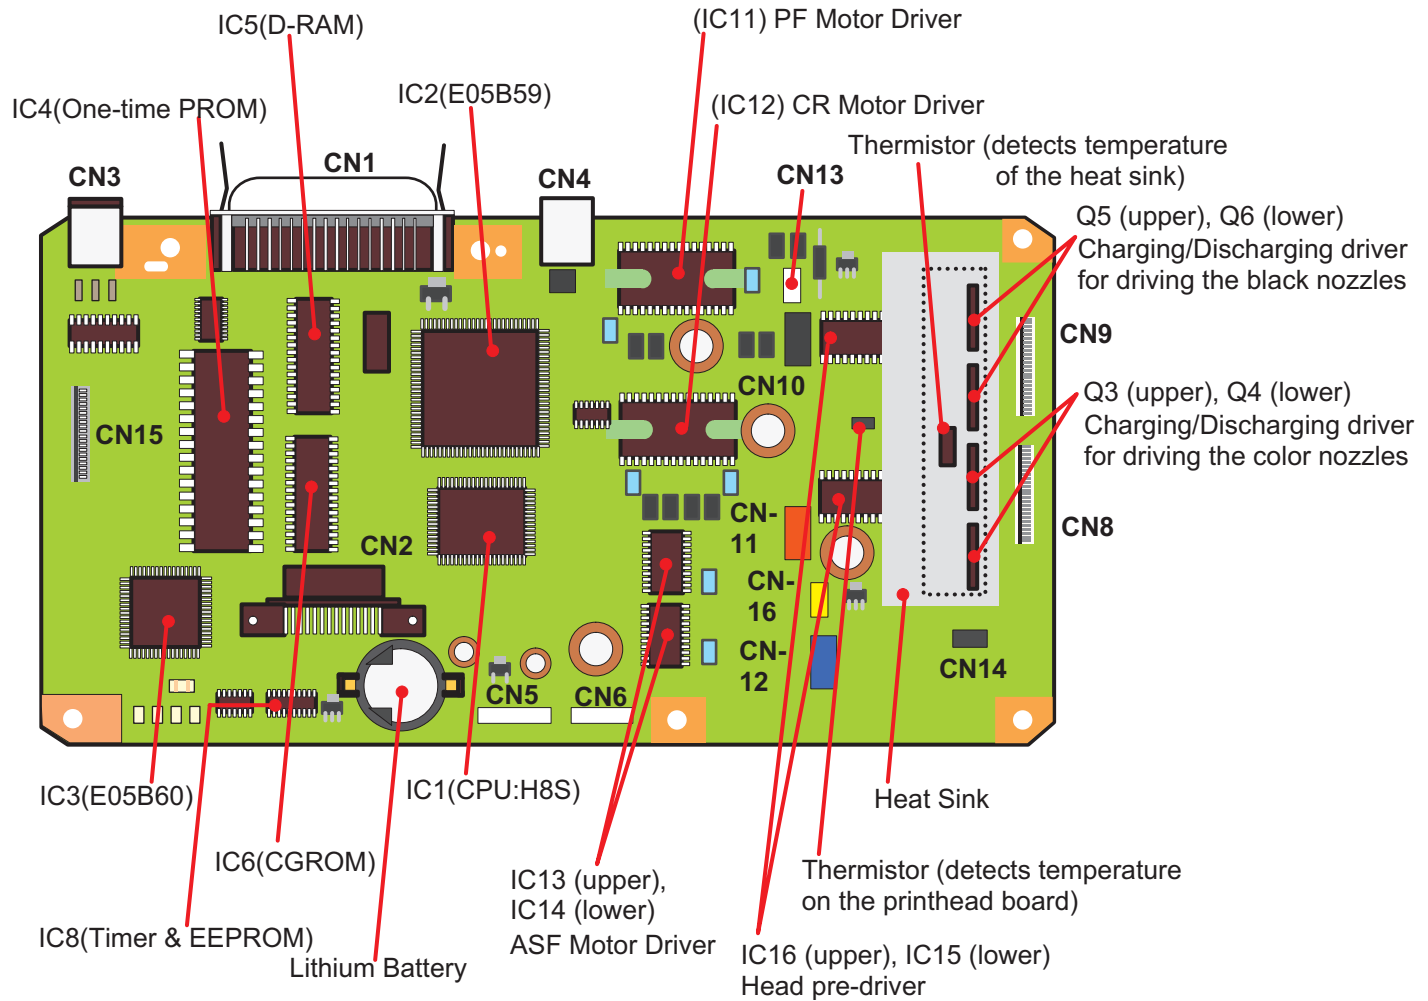 IC5(D-RAM)
(IC11) PF Motor Driver
IC4(One-time PROM)
IC2(E05B59)
(IC12) CR Motor Driver
Thermistor (detects temperature
of the heat sink)
CN3
CN1
CN4
CN13
Q5 (upper), Q6 (lower)
Charging/Discharging driver
for driving the black nozzles
CN9
CN10
Q3 (upper), Q4 (lower)
Charging/Discharging driver
for driving the color nozzles
CN15
CN2
CN-
11
CN8
CN-
16
CN-
12
CN14
CN5
CN6
IC3(E05B60)
IC1(CPU:H8S)
Heat Sink
IC6(CGROM)
IC13 (upper),
IC14 (lower)
ASF Motor Driver
Thermistor (detects temperature
on the printhead board)
IC8(Timer & EEPROM)
Lithium Battery
IC16 (upper), IC15 (lower)
Head pre-driver